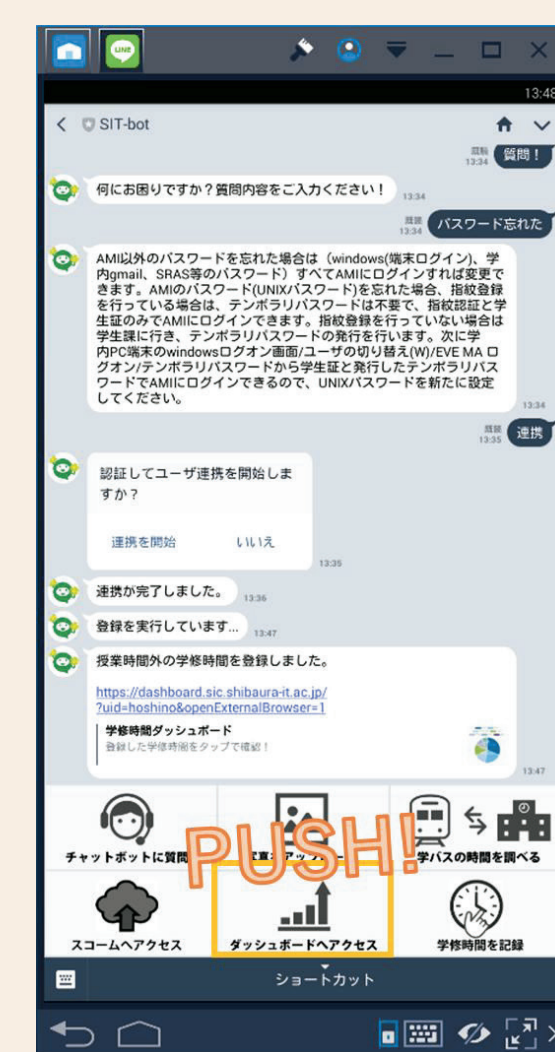 LINE
13:48
SIT-bot
既読
13:34
質問！
何にお困りですか？質問内容をご入力ください！
13:34
既読
13:34
パスワード忘れた
AMI以外のパスワードを忘れた場合は（windows(端末ログイン)、学
内gmail、SRAS等のパスワード）すべてAMIにログインすれば変更で
きます。AMIのパスワード(UNIXパスワード)を忘れた場合、指紋登録
を行っている場合は、テンポラリパスワードは不要で、指紋認証と学
生証のみでAMIにログインできます。指紋登録を行っていない場合は
学生課に行き、テンポラリパスワードの発行を行います。次に学
内PC端末のwindowsログオン画面/ユーザの切り替え(W)/EVE MA ロ
グオン/テンポラリパスワードから学生証と発行したテンポラリパス
ワードでAMIにログインできるので、UNIXパスワードを新たに設定
してください。
13:34
既読
13:35
連携
認証してユーザ連携を開始しま
すか？
連携を開始
いいえ
13:35
連携が完了しました。
13:36
登録を実行しています...
13:47
授業時間外の学修時間を登録しました。
https://dashboard.sic.shibaura-it.ac.jp/
?uid=hoshino&openExternalBrowser=1
学修時間ダッシュボード
登録した学修時間をタップで確認！
13:47
PUSH!
チャットボットに質問
学バスの時間を調べる
スコームへアクセス
ダッシュボードへアクセス
学修時間を記録
ショートカット